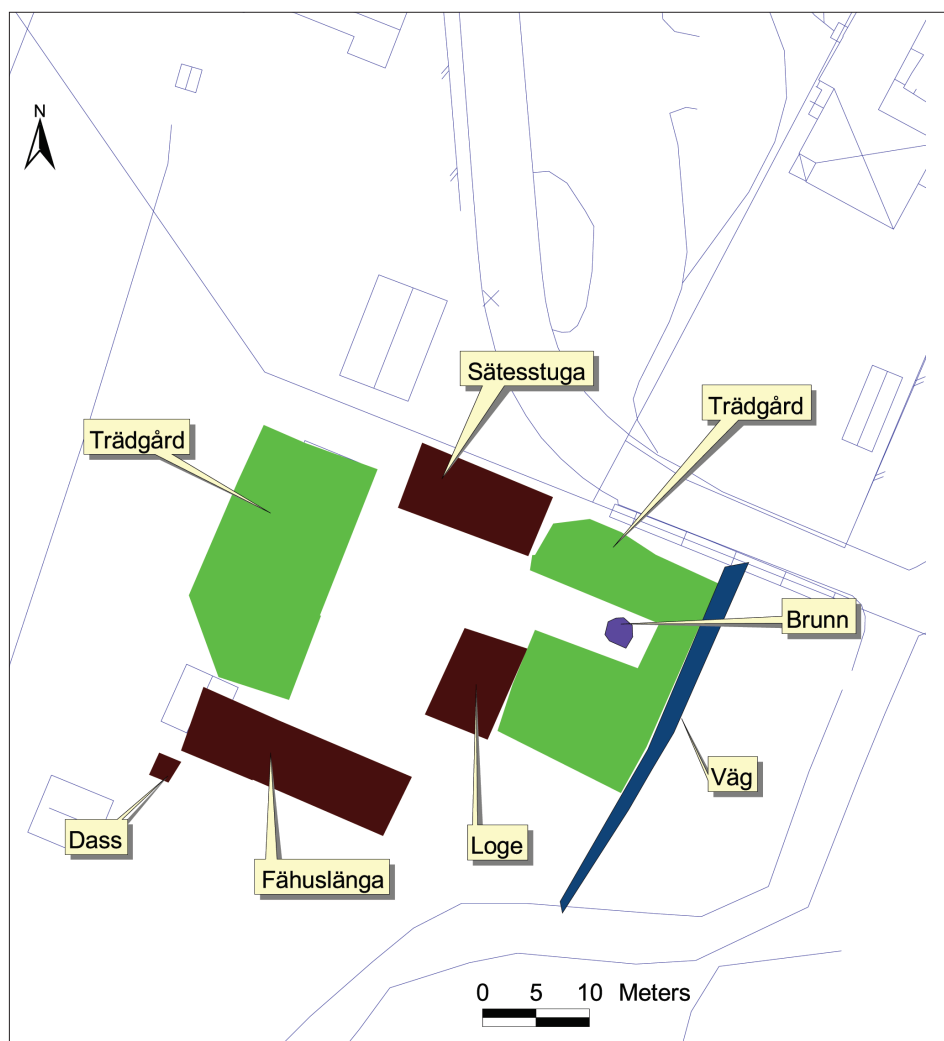 N
Sätesstuga
Trädgård
Trädgård
Brunn
Väg
Dass
Loge
Fähuslänga
0 5 10 Meters